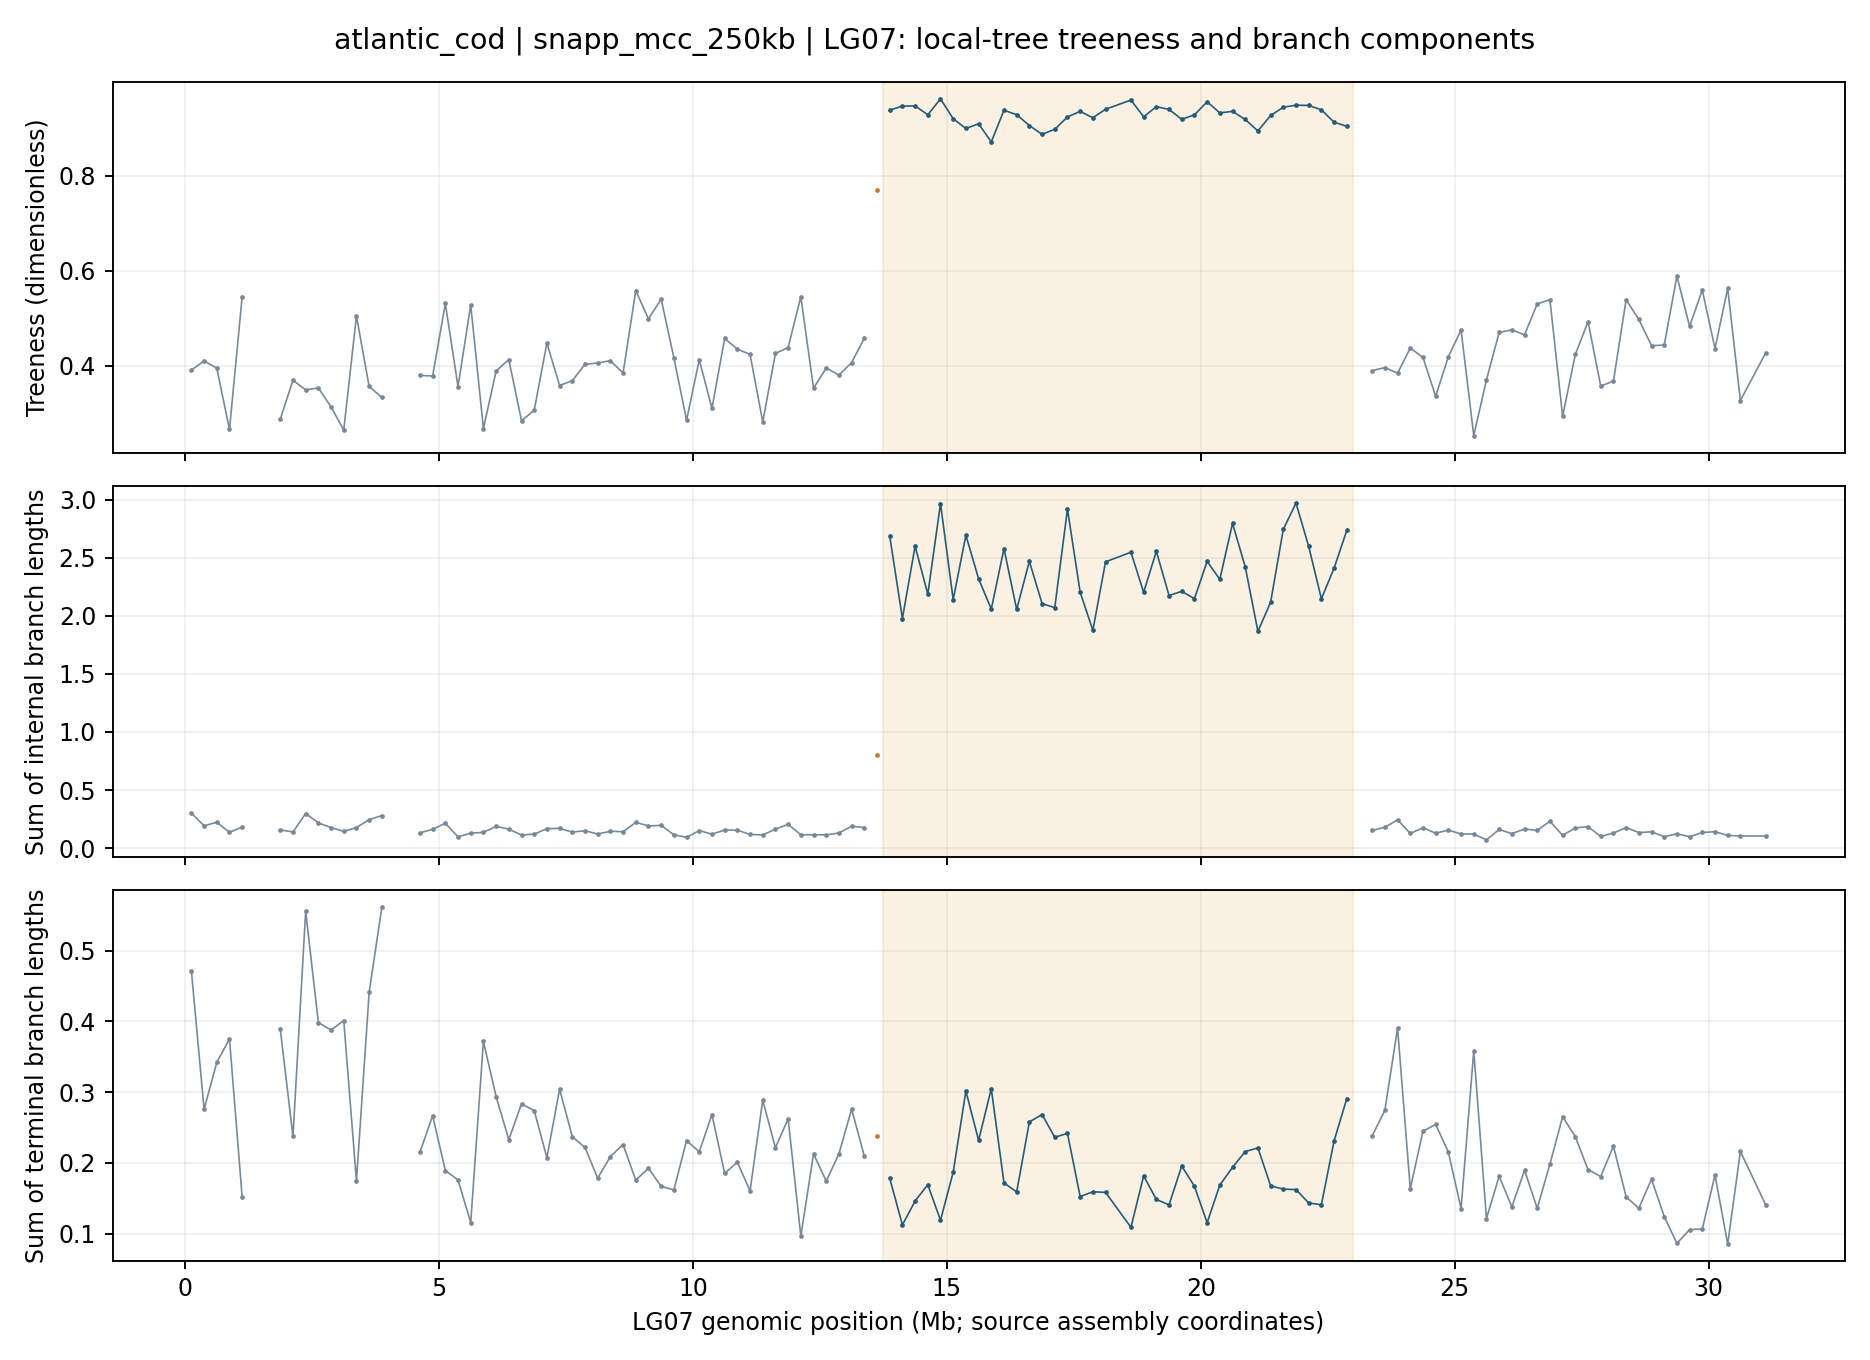 atlantic_cod | snapp_mcc_250kb | LG07: local-tree treeness and branch components
Treeness (dimensionless)
0.8
0.6
0.4
Sum of internal branch lengths
3.0
2.5
2.0
1.5
1.0
0.5
0.0
Sum of terminal branch lengths
0.5
0.4
0.3
0.2
0.1
0 5 10 15 20 25 30
LG07 genomic position (Mb; source assembly coordinates)